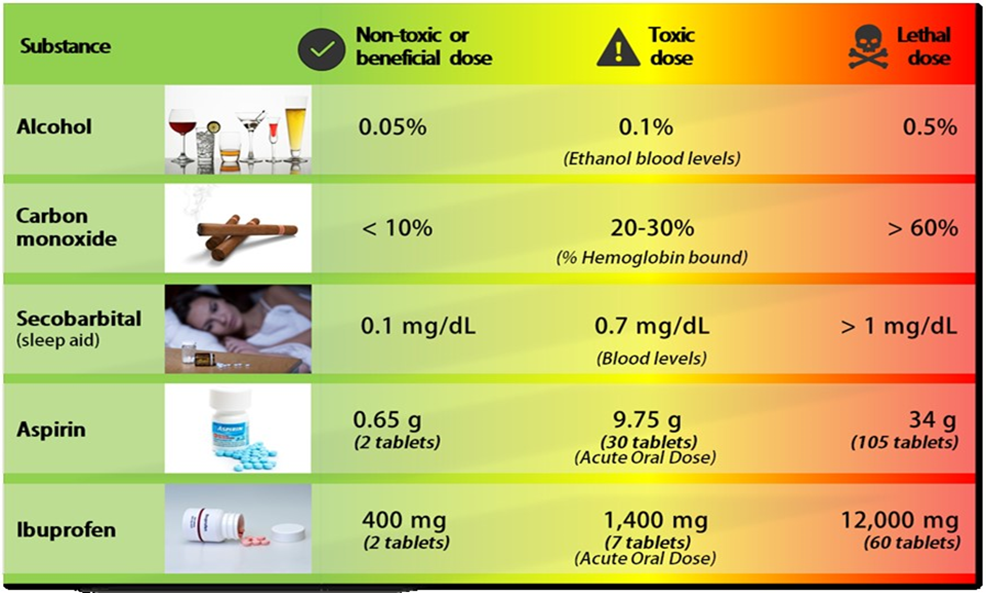 Substance
Non-toxic or
beneficial dose
Toxic
dose
Lethal
dose
Alcohol
0.05%
0.1%
(Ethanol blood levels)
0.5%
Carbon
monoxide
< 10%
20-30%
(% Hemoglobin bound)
> 60%
Secobarbital
(sleep aid)
0.1 mg/dL
0.7 mg/dL
(Blood levels)
> 1 mg/dL
Aspirin
ASPIRIN
0.65 g
(2 tablets)
9.75 g
(30 tablets)
(Acute Oral Dose)
34 g
(105 tablets)
Ibuprofen
400 mg
(2 tablets)
1,400 mg
(7 tablets)
(Acute Oral Dose)
12,000 mg
(60 tablets)